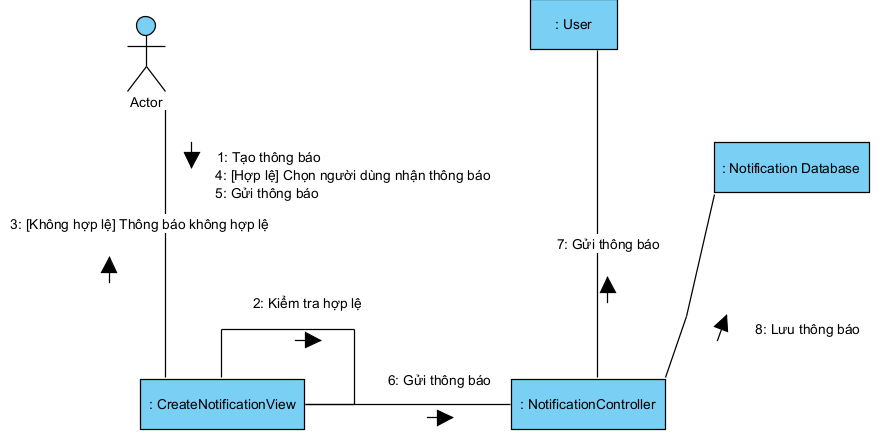 : User
Actor
1: Tạo thông báo
4: [Hợp lệ] Chọn người dùng nhận thông báo
5: Gửi thông báo
: Notification Database
3: [Không hợp lệ] Thông báo không hợp lệ
7: Gửi thông báo
2: Kiểm tra hợp lệ
8: Lưu thông báo
6: Gửi thông báo
: CreateNotificationView
: NotificationController